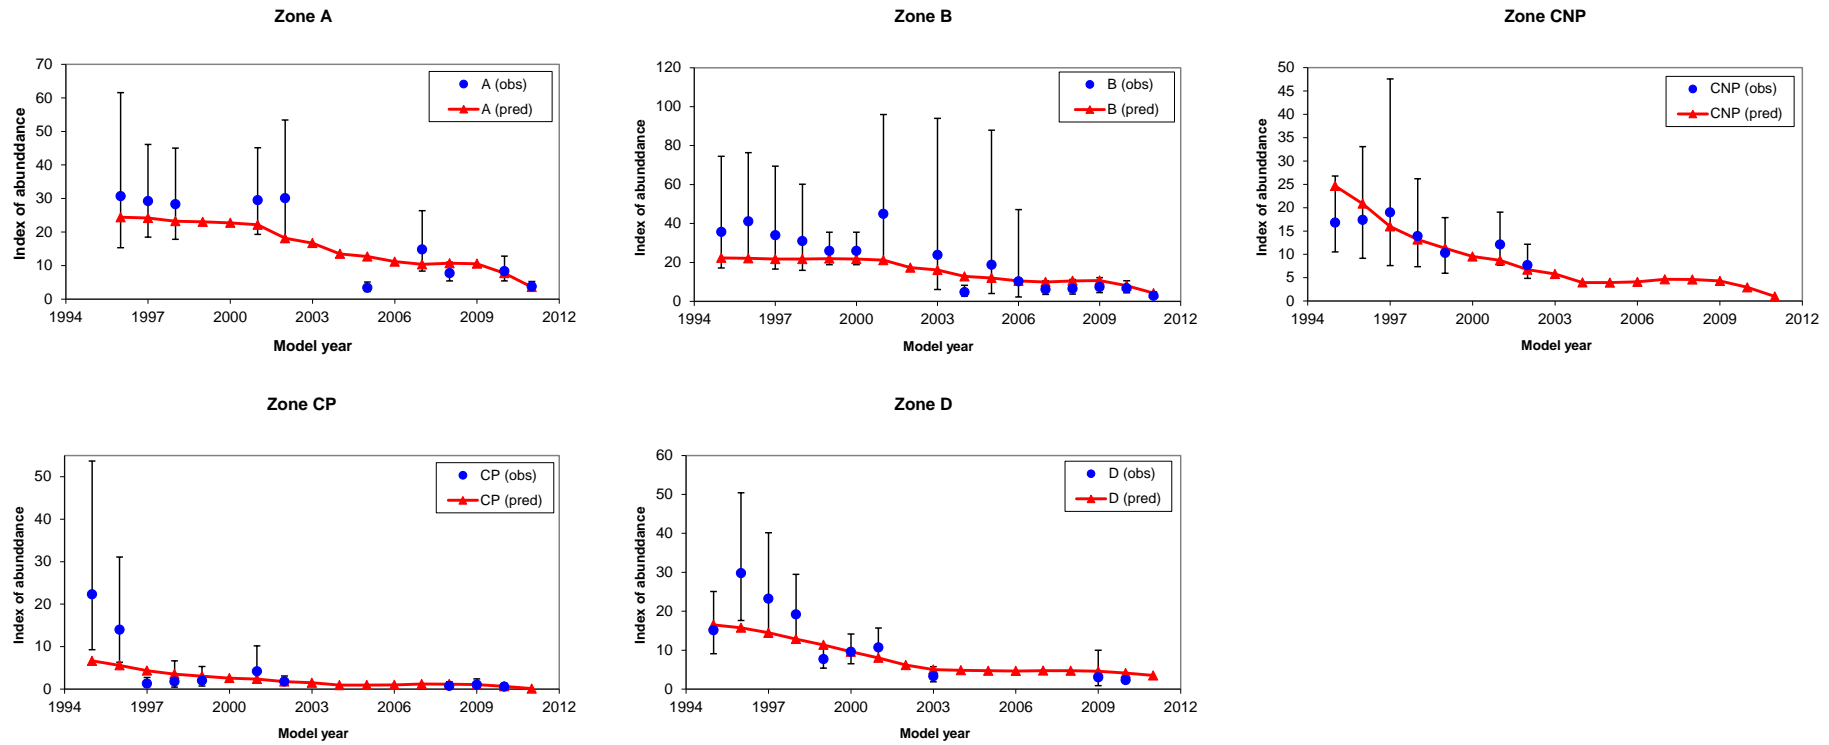 Zone A
Index of abunddance
70
60
50
40
30
20
10
0
A (obs)
A (pred)
1994 1997 2000 2003 2006 2009 2012
Model year
Zone B
Index of abunddance
120
100
80
60
40
20
0
B (obs)
B (pred)
1994 1997 2000 2003 2006 2009 2012
Model year
Zone CNP
Index of abunddance
50
45
40
35
30
25
20
15
10
5
0
CNP (obs)
CNP (pred)
1994 1997 2000 2003 2006 2009 2012
Model year
Zone CP
Index of abunddance
50
40
30
20
10
0
CP (obs)
CP (pred)
1994 1997 2000 2003 2006 2009 2012
Model year
Zone D
Index of abunddance
60
50
40
30
20
10
0
D (obs)
D (pred)
1994 1997 2000 2003 2006 2009 2012
Model year